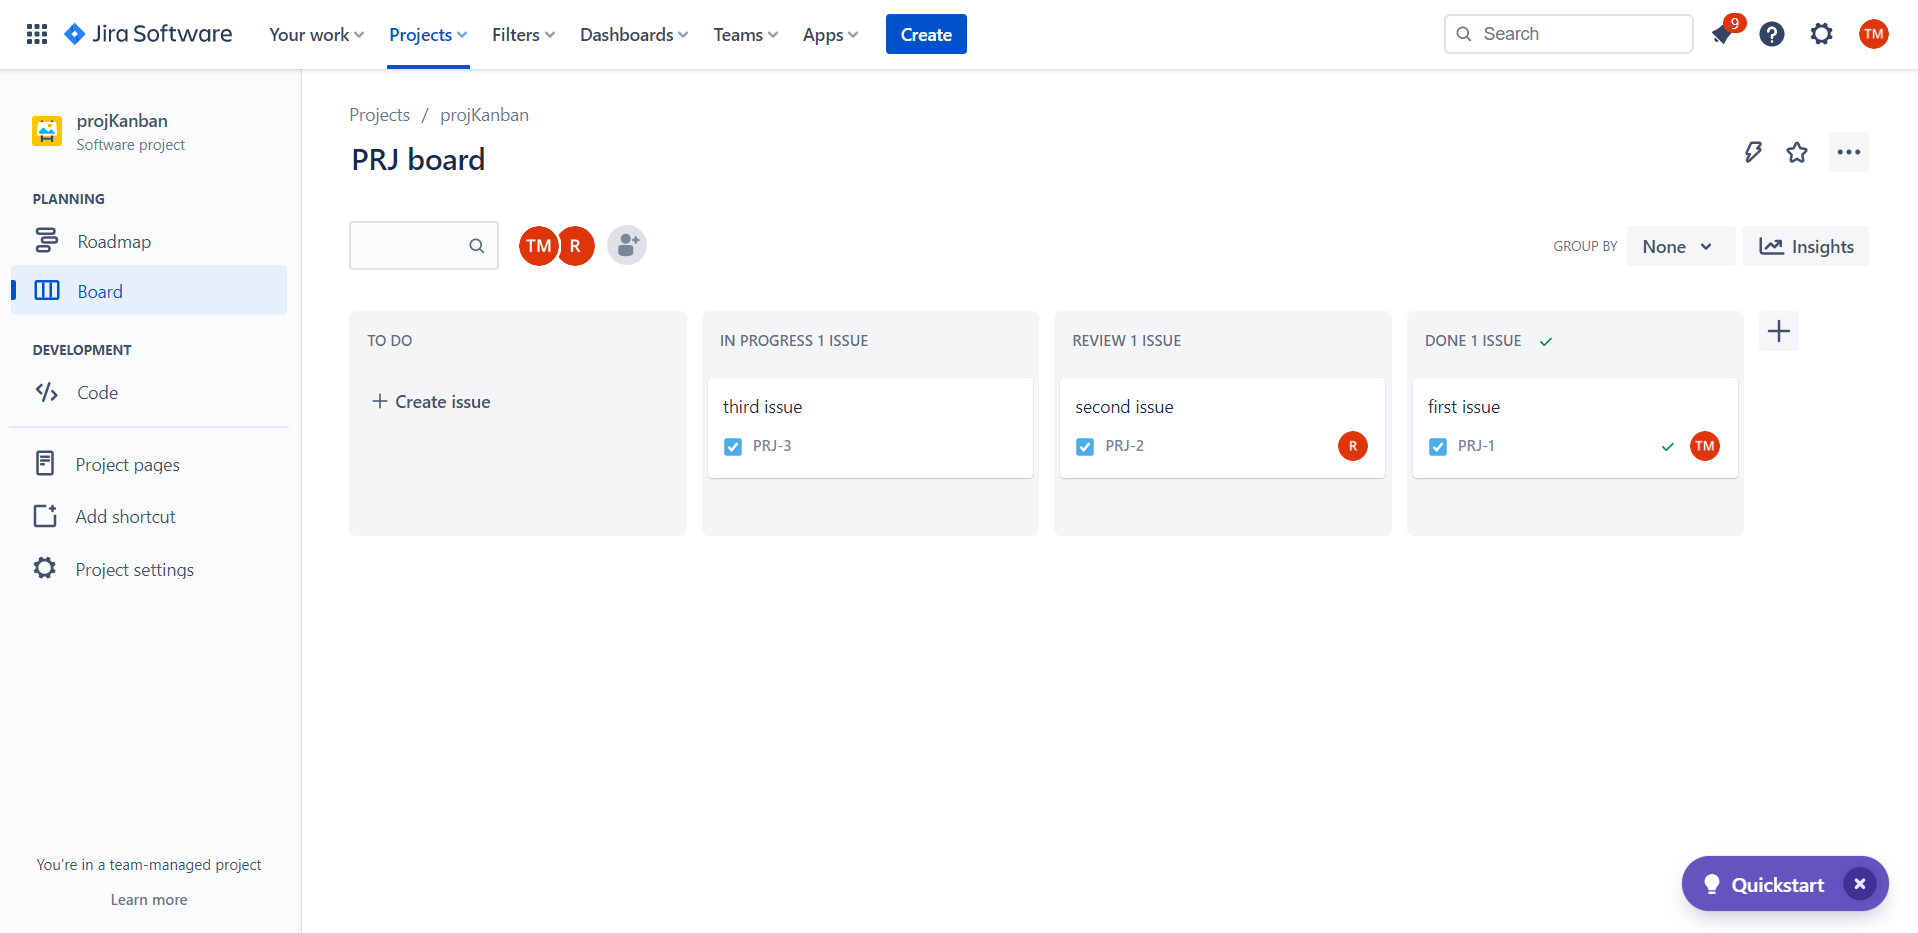 Jira Software
Your work
Projects
Filters
Dashboards
Teams
Apps
Create
Search
9
TM
projKanban
Software project
PLANNING
Roadmap
Board
DEVELOPMENT
Code
Project pages
Add shortcut
Project settings
You're in a team-managed project
Learn more
Projects / projKanban
PRJ board
TM R
GROUP BY None Insights
TO DO
Create issue
IN PROGRESS 1 ISSUE
third issue
PRJ-3
REVIEW 1 ISSUE
second issue
PRJ-2 R
DONE 1 ISSUE
first issue
PRJ-1 TM
Quickstart